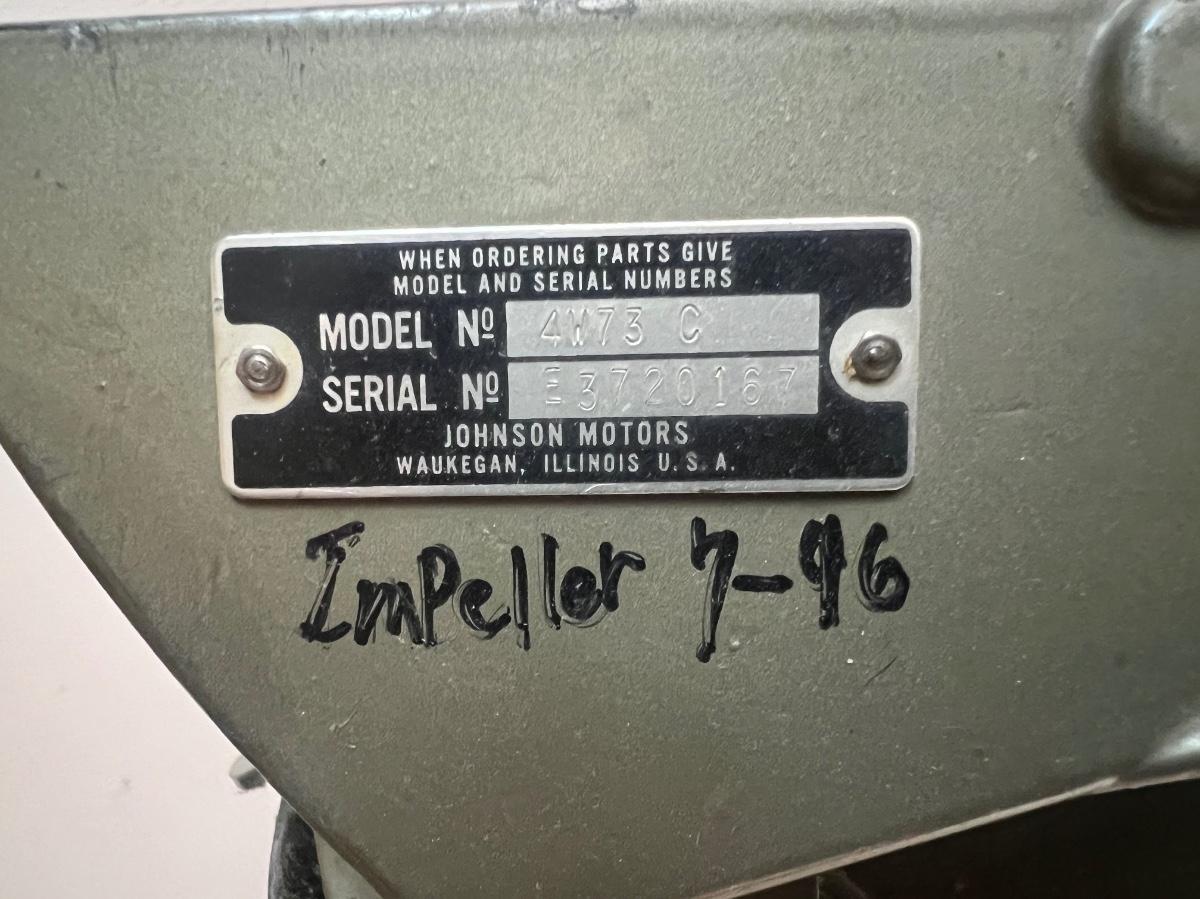 WHEN ORDERING PARTS GIVE
MODEL AND SERIAL NUMBERS
MODEL Nº 4W73 C
SERIAL Nº E3720167
JOHNSON MOTORS
WAUKEGAN, ILLINOIS U.S.A.
ImPeller 7-96